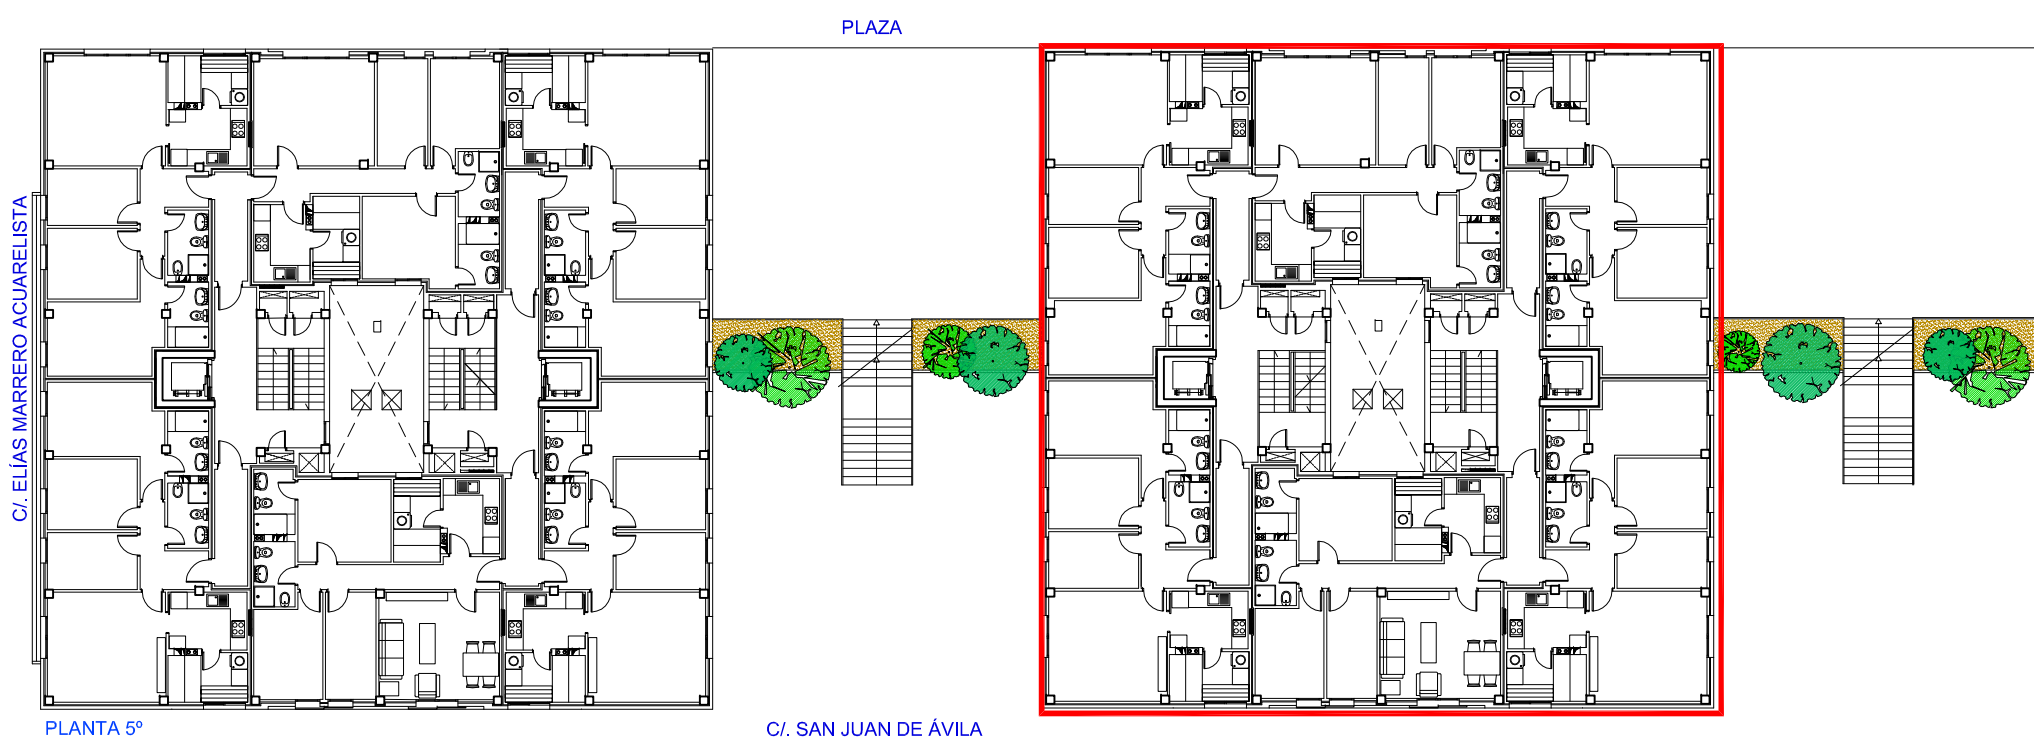 PLAZA
C/. ELÍAS MARRERO ACUARELISTA
PLANTA 5º
C/. SAN JUAN DE ÁVILA